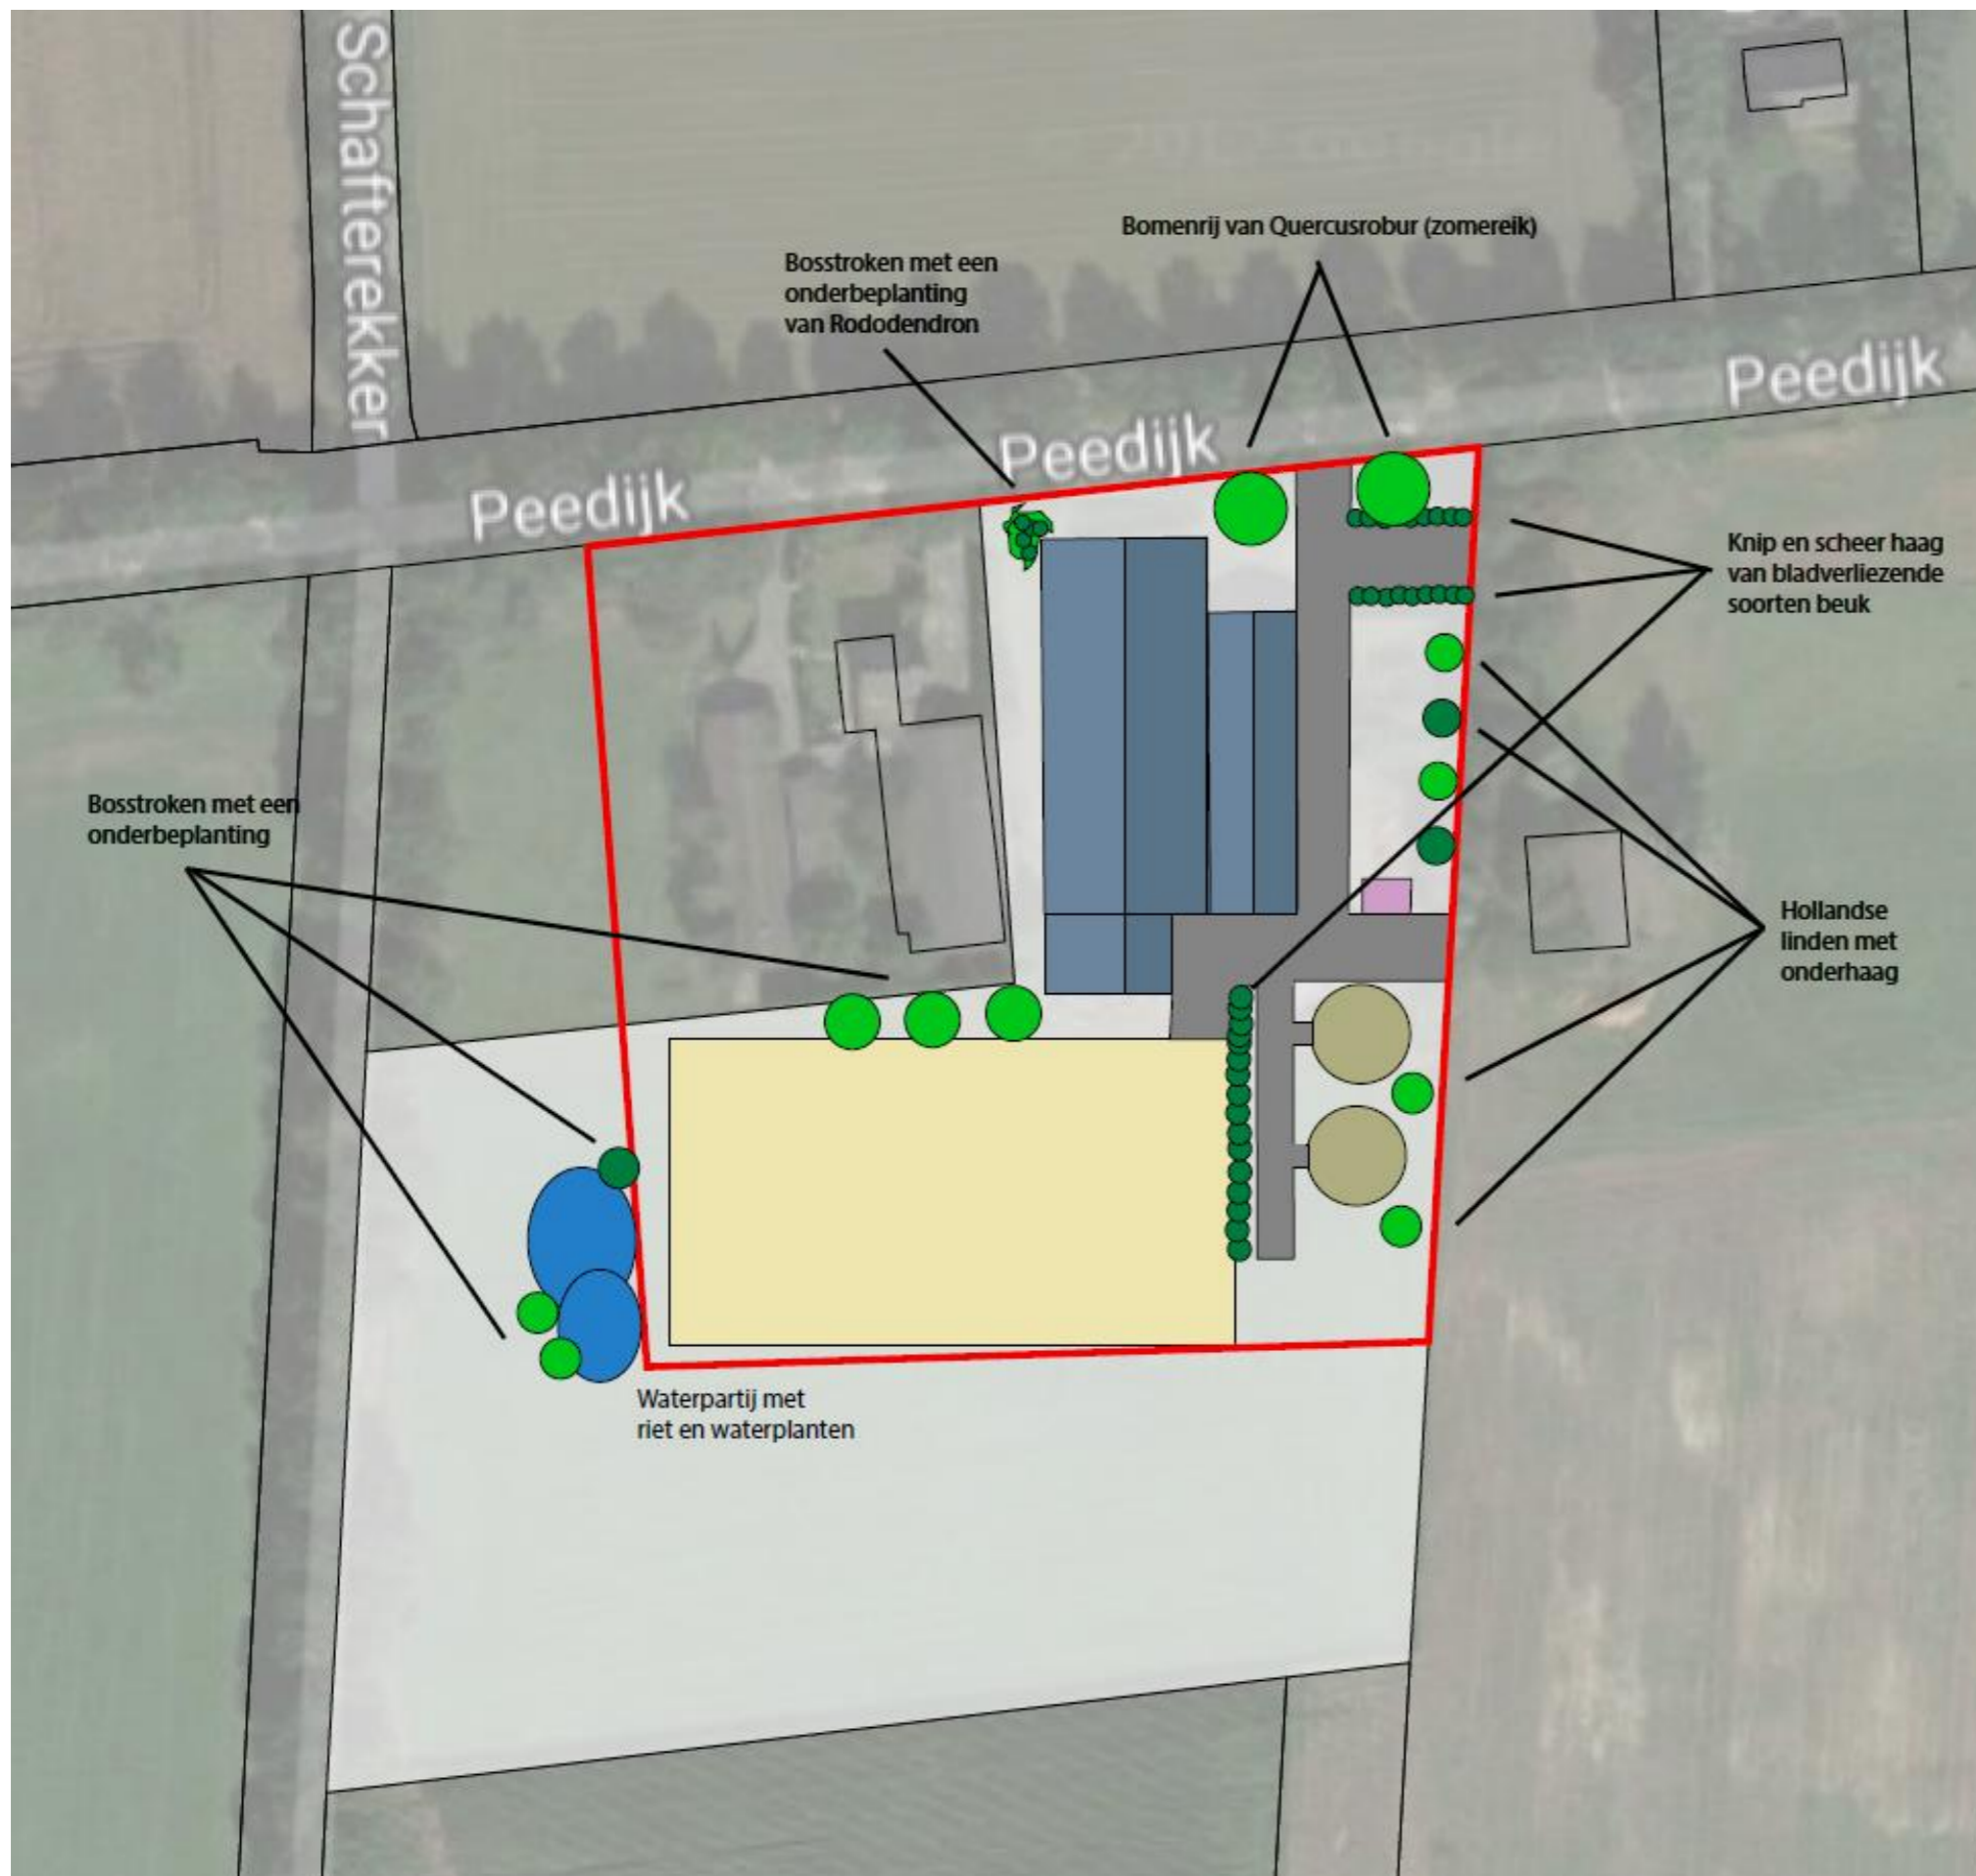 Schafterekker
Bomenrij van Quercusrobur (zomereik)
Bosstroken met een
onderbeplanting
van Rododendron
Peedijk
Peedijk
Peedijk
Knip en scheer haag
van bladverliezende
soorten beuk
Bosstroken met een
onderbeplanting
Hollandse
linden met
onderhaag
Waterpartij met
riet en waterplanten